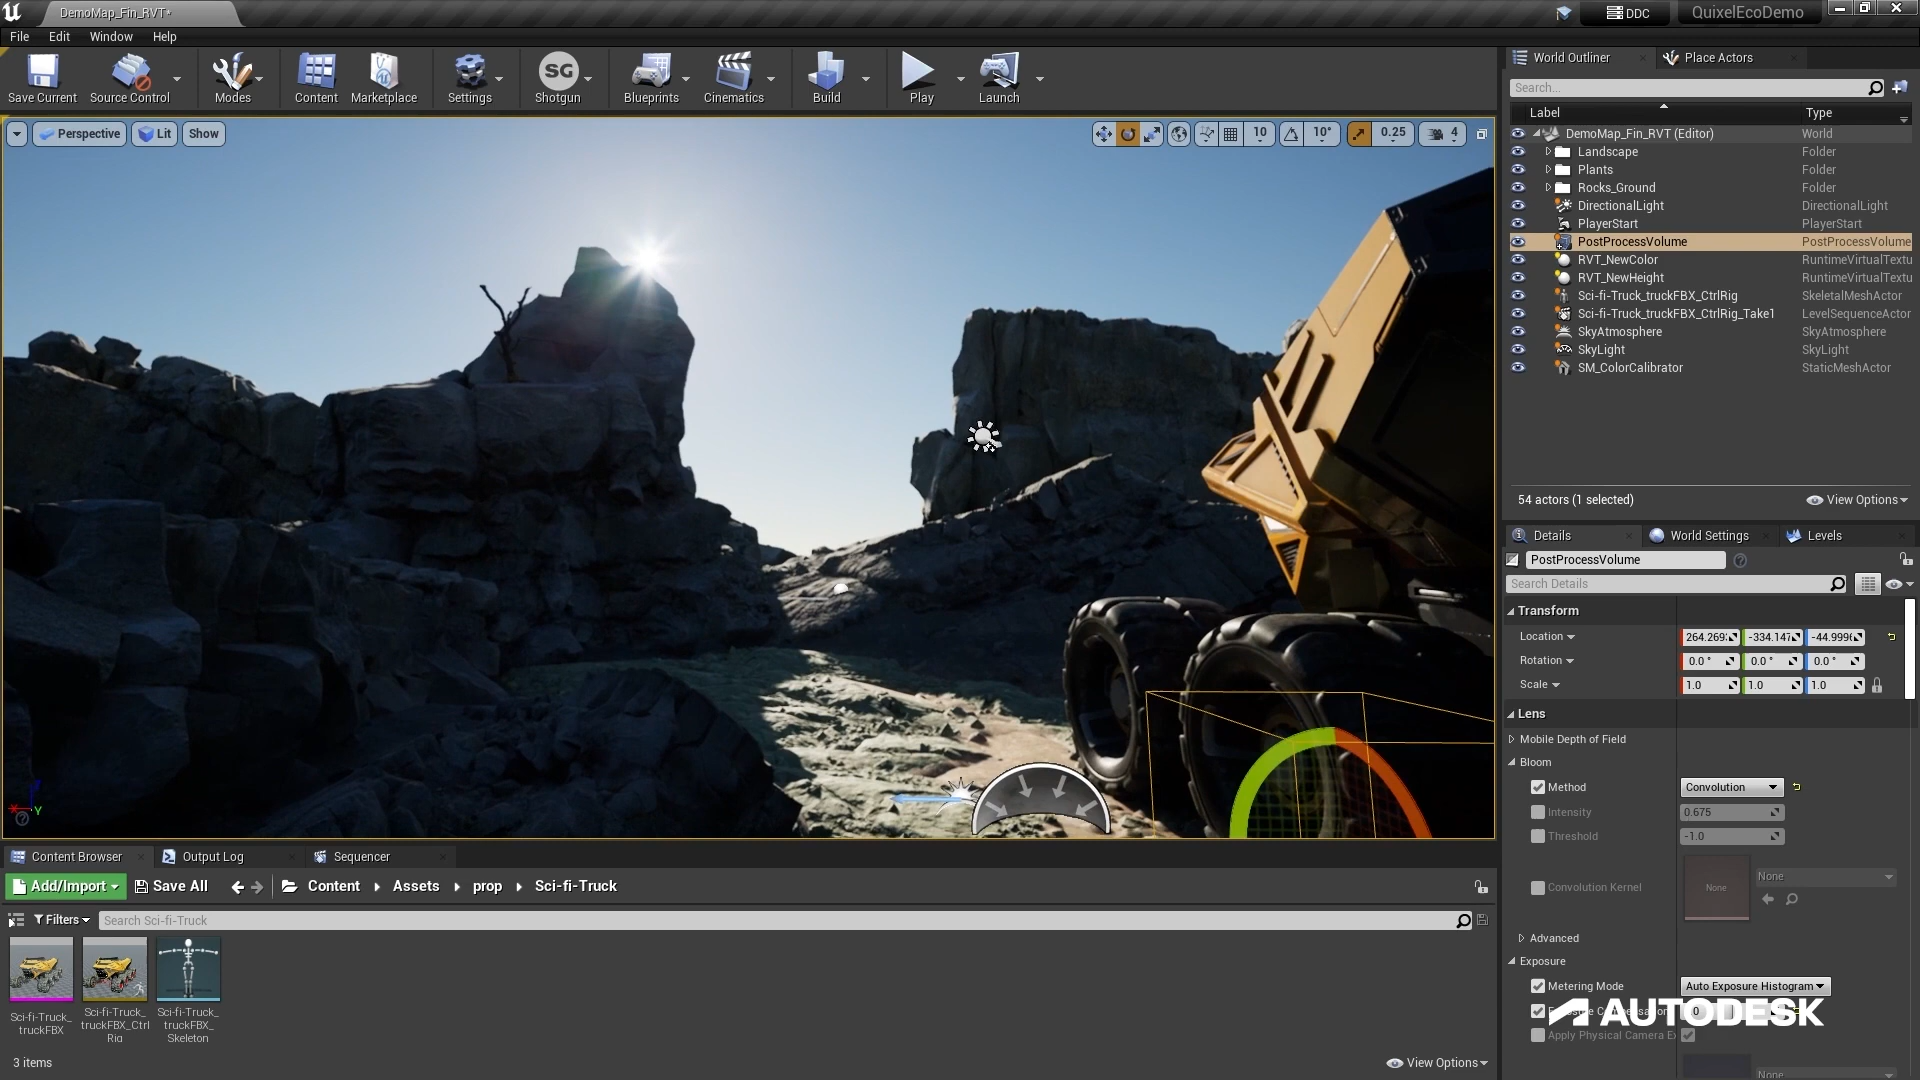 DemoMap_Fin_RVT*
DDC
QuixelEcoDemo
File Edit Window Help
Save Current
Source Control
Modes
Content
Marketplace
Settings
SG
Shotgun
Blueprints
Cinematics
Build
Play
Launch
Perspective
Lit
Show
10
10°
0.25
4
Y
World Outliner
Place Actors
Search...
Label Type
DemoMap_Fin_RVT (Editor) World
Landscape Folder
Plants Folder
Rocks_Ground Folder
DirectionalLight DirectionalLight
PlayerStart PlayerStart
PostProcessVolume PostProcessVolume
RVT_NewColor RuntimeVirtualTextu
RVT_NewHeight RuntimeVirtualTextu
Sci-fi-Truck_truckFBX_CtrlRig SkeletalMeshActor
Sci-fi-Truck_truckFBX_CtrlRig_Take1 LevelSequenceActor
SkyAtmosphere SkyAtmosphere
SkyLight SkyLight
SM_ColorCalibrator StaticMeshActor
54 actors (1 selected)
View Options
Details
World Settings
Levels
PostProcessVolume
Search Details
Transform
Location -334.147
Rotation 0.0 ° 0.0 ° 0.0 °
Scale 1.0 1.0 1.0
Lens
Mobile Depth of Field
Bloom
Method Convolution
Intensity 0.675
Threshold -1.0
Convolution Kernel None None
Advanced
Exposure
Metering Mode Auto Exposure Histogram
AUTODESK
Apply Physical Camera Ex
None
Content Browser
Output Log
Sequencer
Add/Import
Save All
Content
Assets
prop
Sci-fi-Truck
Filters
Search Sci-fi-Truck
Sci-fi-Truck_
truckFBX
Sci-fi-Truck_
truckFBX_Ctrl
Rig
Sci-fi-Truck_
truckFBX_
Skeleton
3 items
View Options